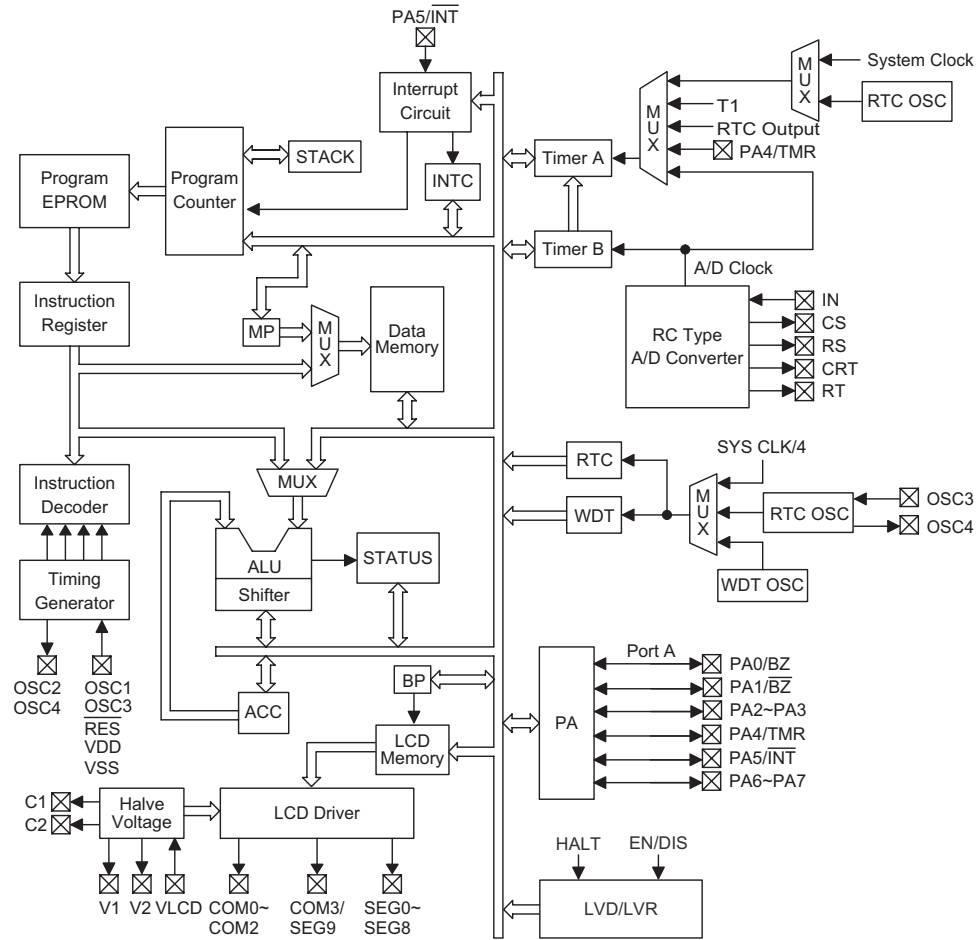 PA5/INT
Interrupt
Circuit
System Clock
MUX
RTC OSC
T1
RTC Output
PA4/TMR
MUX
STACK
INTC
Timer A
Program
EPROM
Program
Counter
Timer B
A/D Clock
Instruction
Register
MP
MUX
Data
Memory
RC Type
A/D Converter
IN
CS
RS
CRT
RT
Instruction
Decoder
MUX
RTC
WDT
SYS CLK/4
MUX
RTC OSC
OSC3
OSC4
WDT OSC
ALU
Shifter
STATUS
Timing
Generator
OSC2
OSC4
OSC1
OSC3
RES
VDD
VSS
ACC
BP
LCD
Memory
PA
Port A
PA0/BZ
PA1/BZ
PA2~PA3
PA4/TMR
PA5/INT
PA6~PA7
C1
C2
Halve
Voltage
LCD Driver
V1
V2
VLCD
COM0~
COM2
COM3/
SEG9
SEG0~
SEG8
HALT
EN/DIS
LVD/LVR